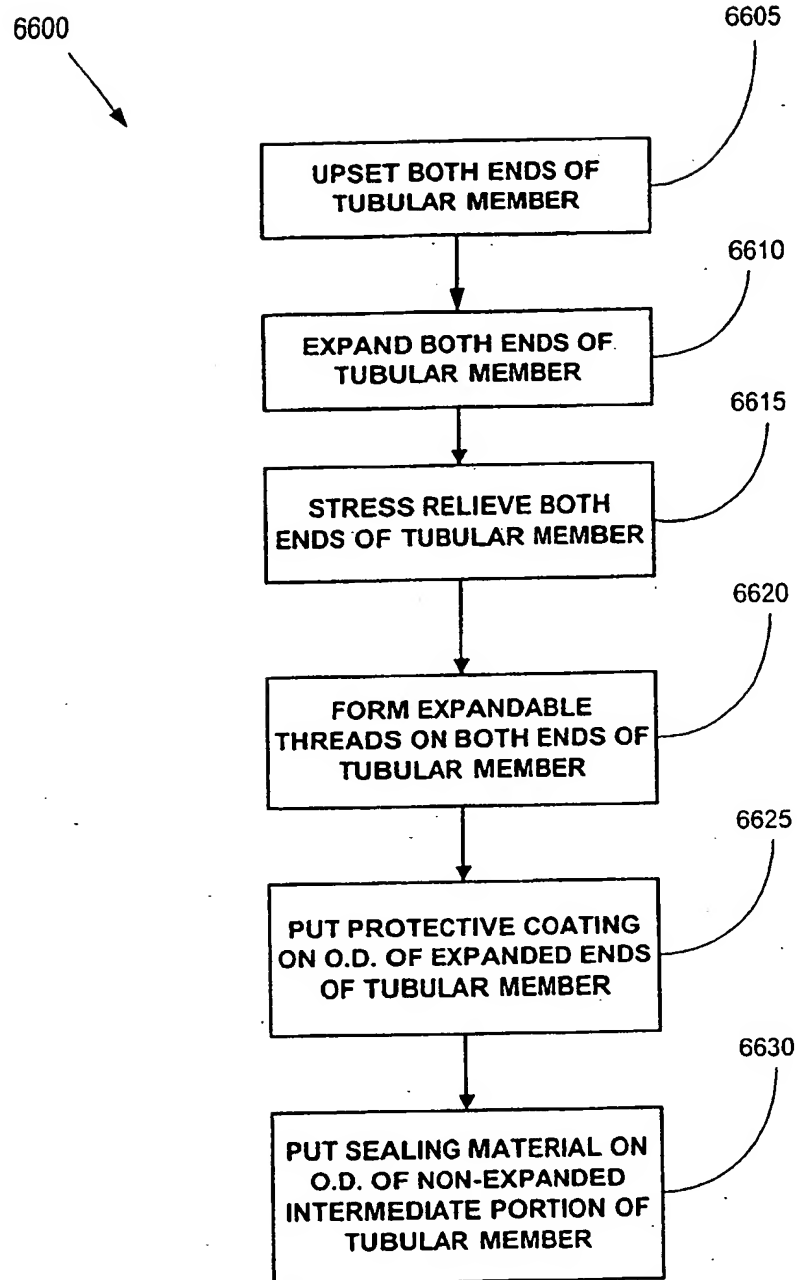 6600
6605
UPSET BOTH ENDS OF
TUBULAR MEMBER
6610
EXPAND BOTH ENDS OF
TUBULAR MEMBER
6615
STRESS RELIEVE BOTH
ENDS OF TUBULAR MEMBER
6620
FORM EXPANDABLE
THREADS ON BOTH ENDS OF
TUBULAR MEMBER
6625
PUT PROTECTIVE COATING
ON O.D. OF EXPANDED ENDS
OF TUBULAR MEMBER
6630
PUT SEALING MATERIAL ON
O.D. OF NON-EXPANDED
INTERMEDIATE PORTION OF
TUBULAR MEMBER